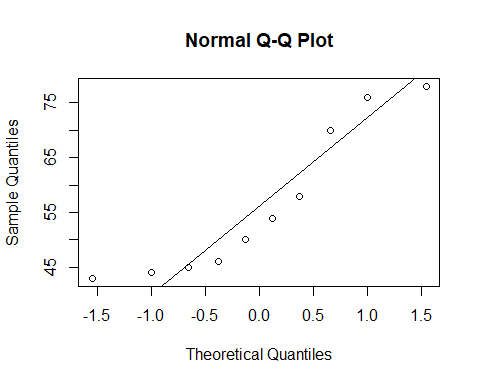 Normal Q-Q Plot
75
65
55
45
Sample Quantiles
-1.5 -1.0 -0.5 0.0 0.5 1.0 1.5
Theoretical Quantiles